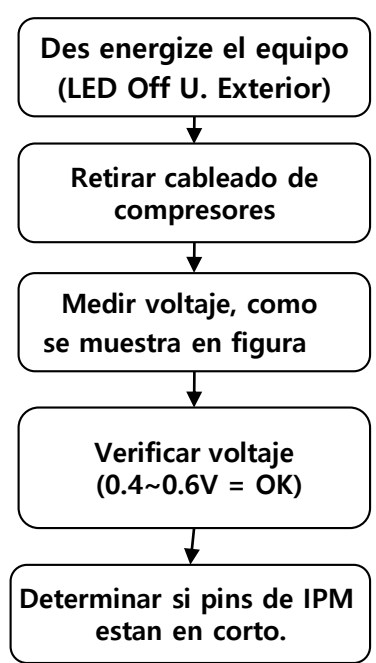 Des energize el equipo
(LED Off U. Exterior)
Retirar cableado de
compresores
Medir voltaje, como
se muestra en figura
Verificar voltaje
(0.4~0.6V = OK)
Determinar si pins de IPM
estan en corto.